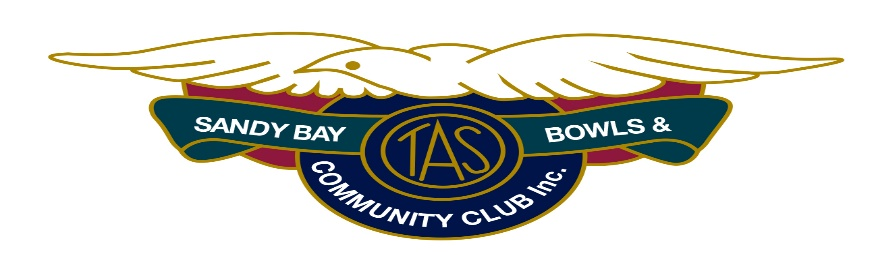 SANDY BAY BOWLS &
TAS
COMMUNITY CLUB Inc.